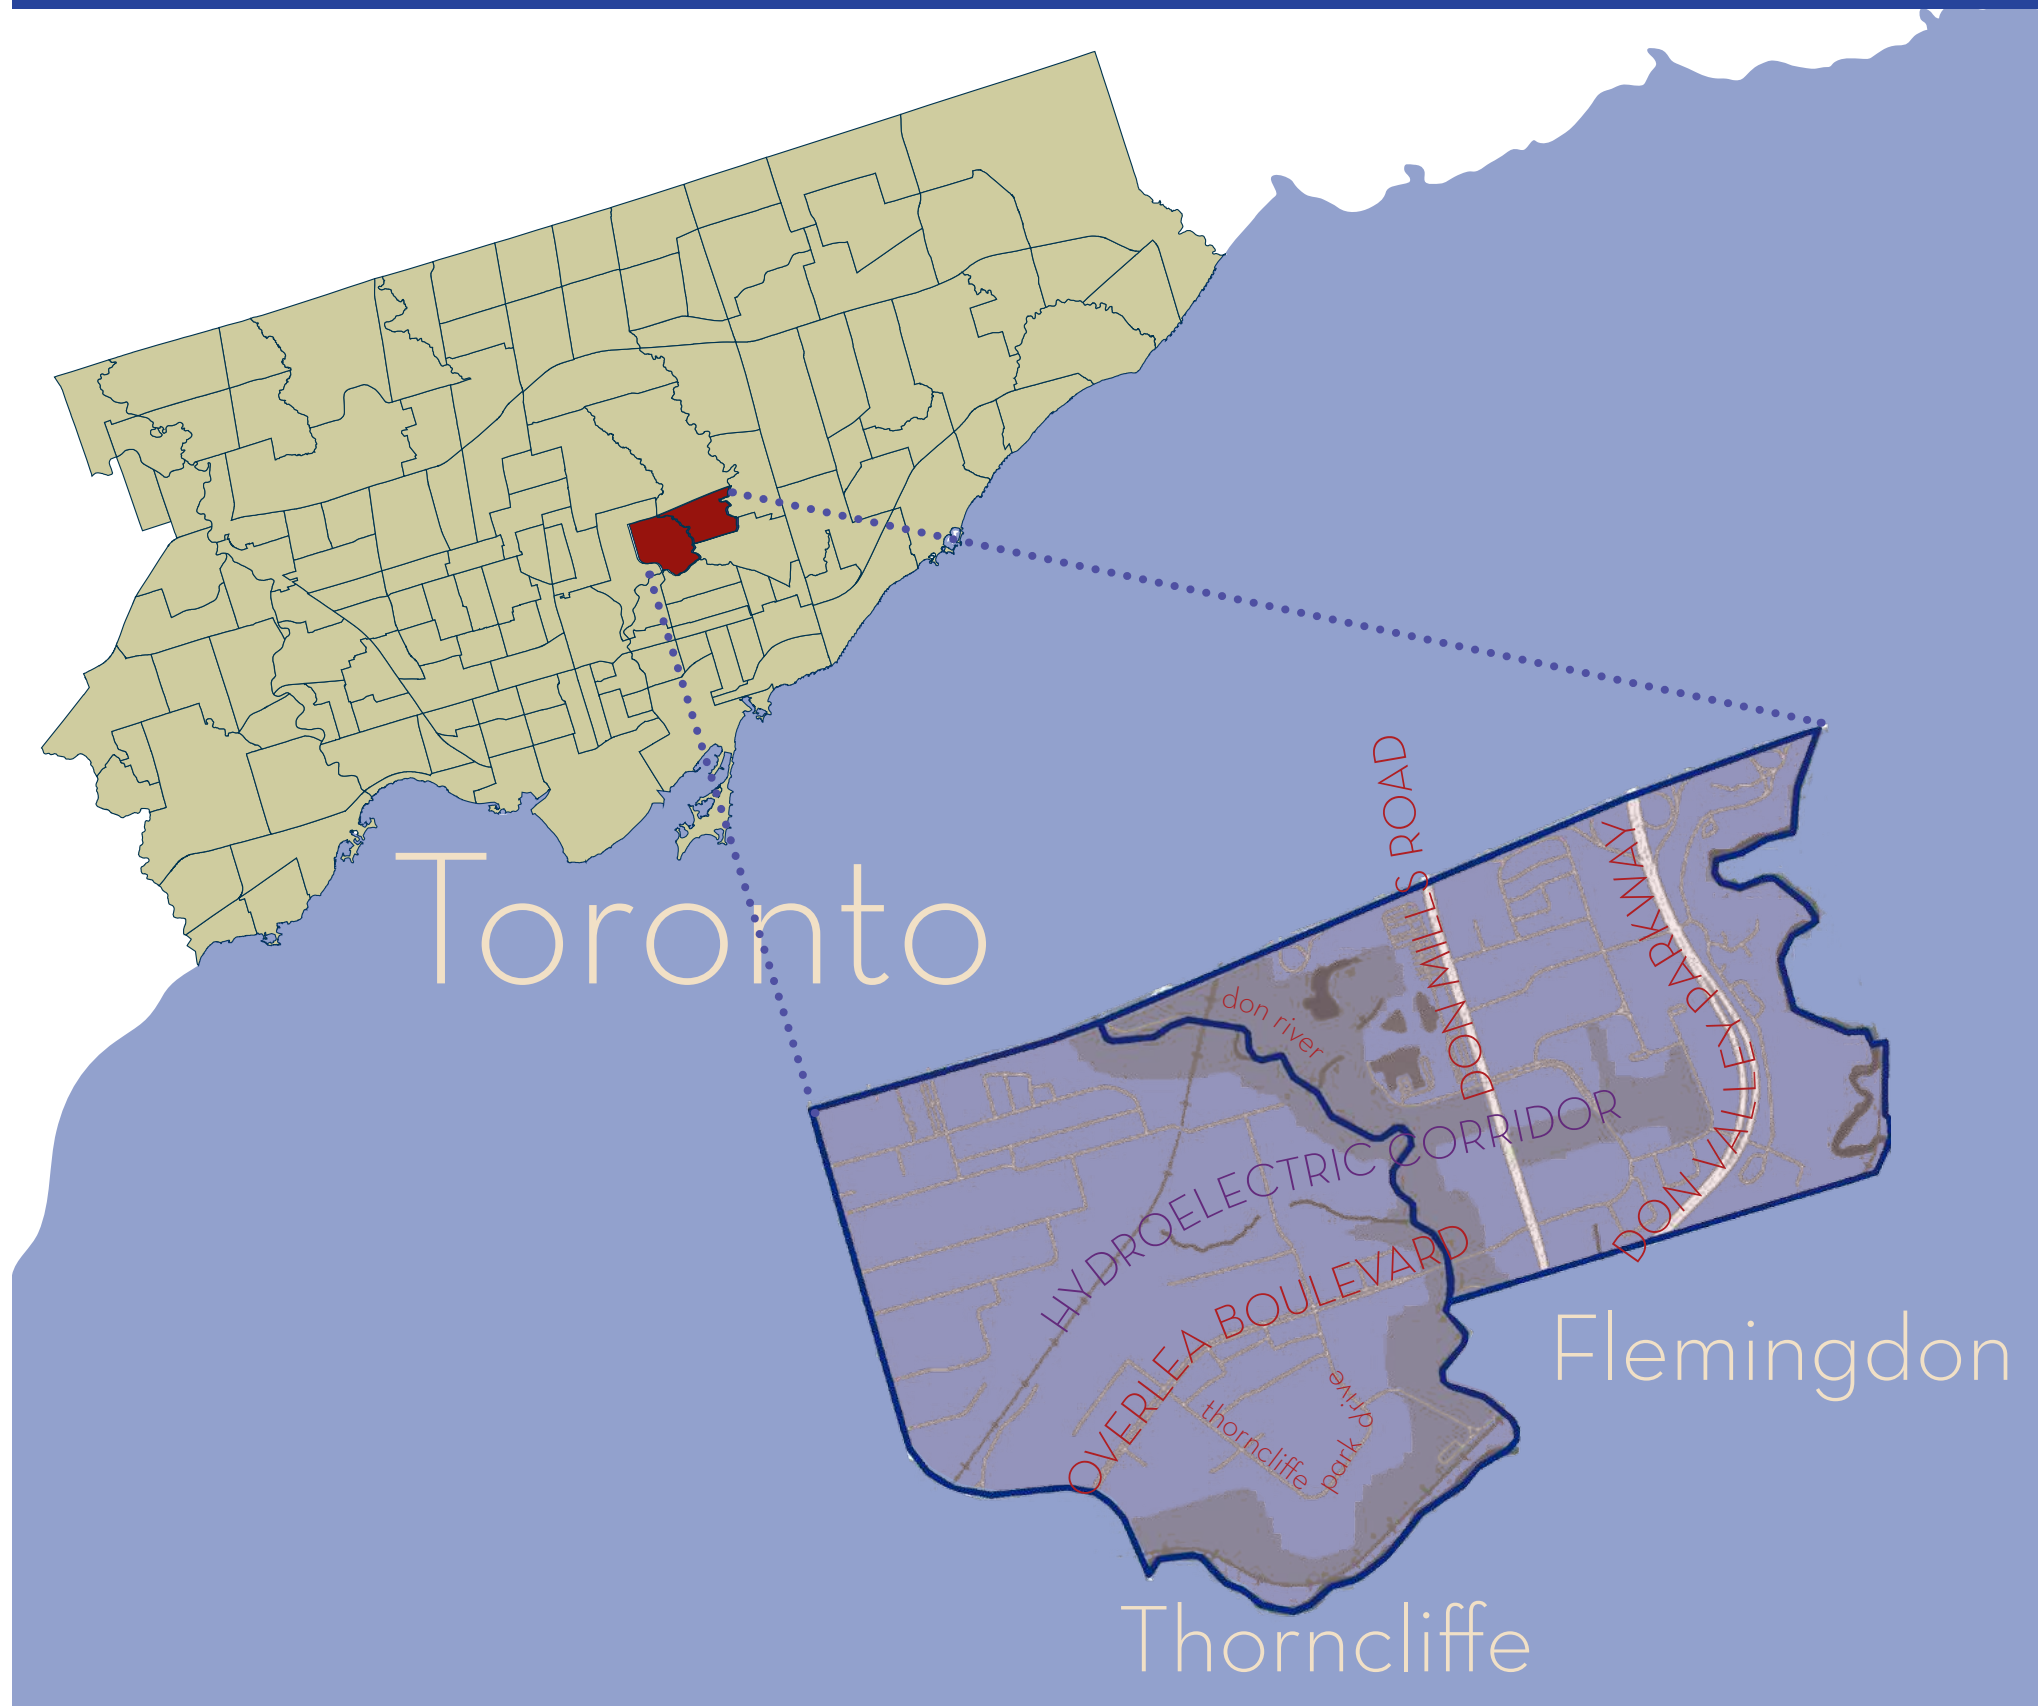 Toronto
DON MILLS ROAD
DON VALLEY PARKWAY
don river
HYDROELECTRIC CORRIDOR
OVERLEA BOULEVARD
thorncliffe park drive
Flemingdon
Thorncliffe